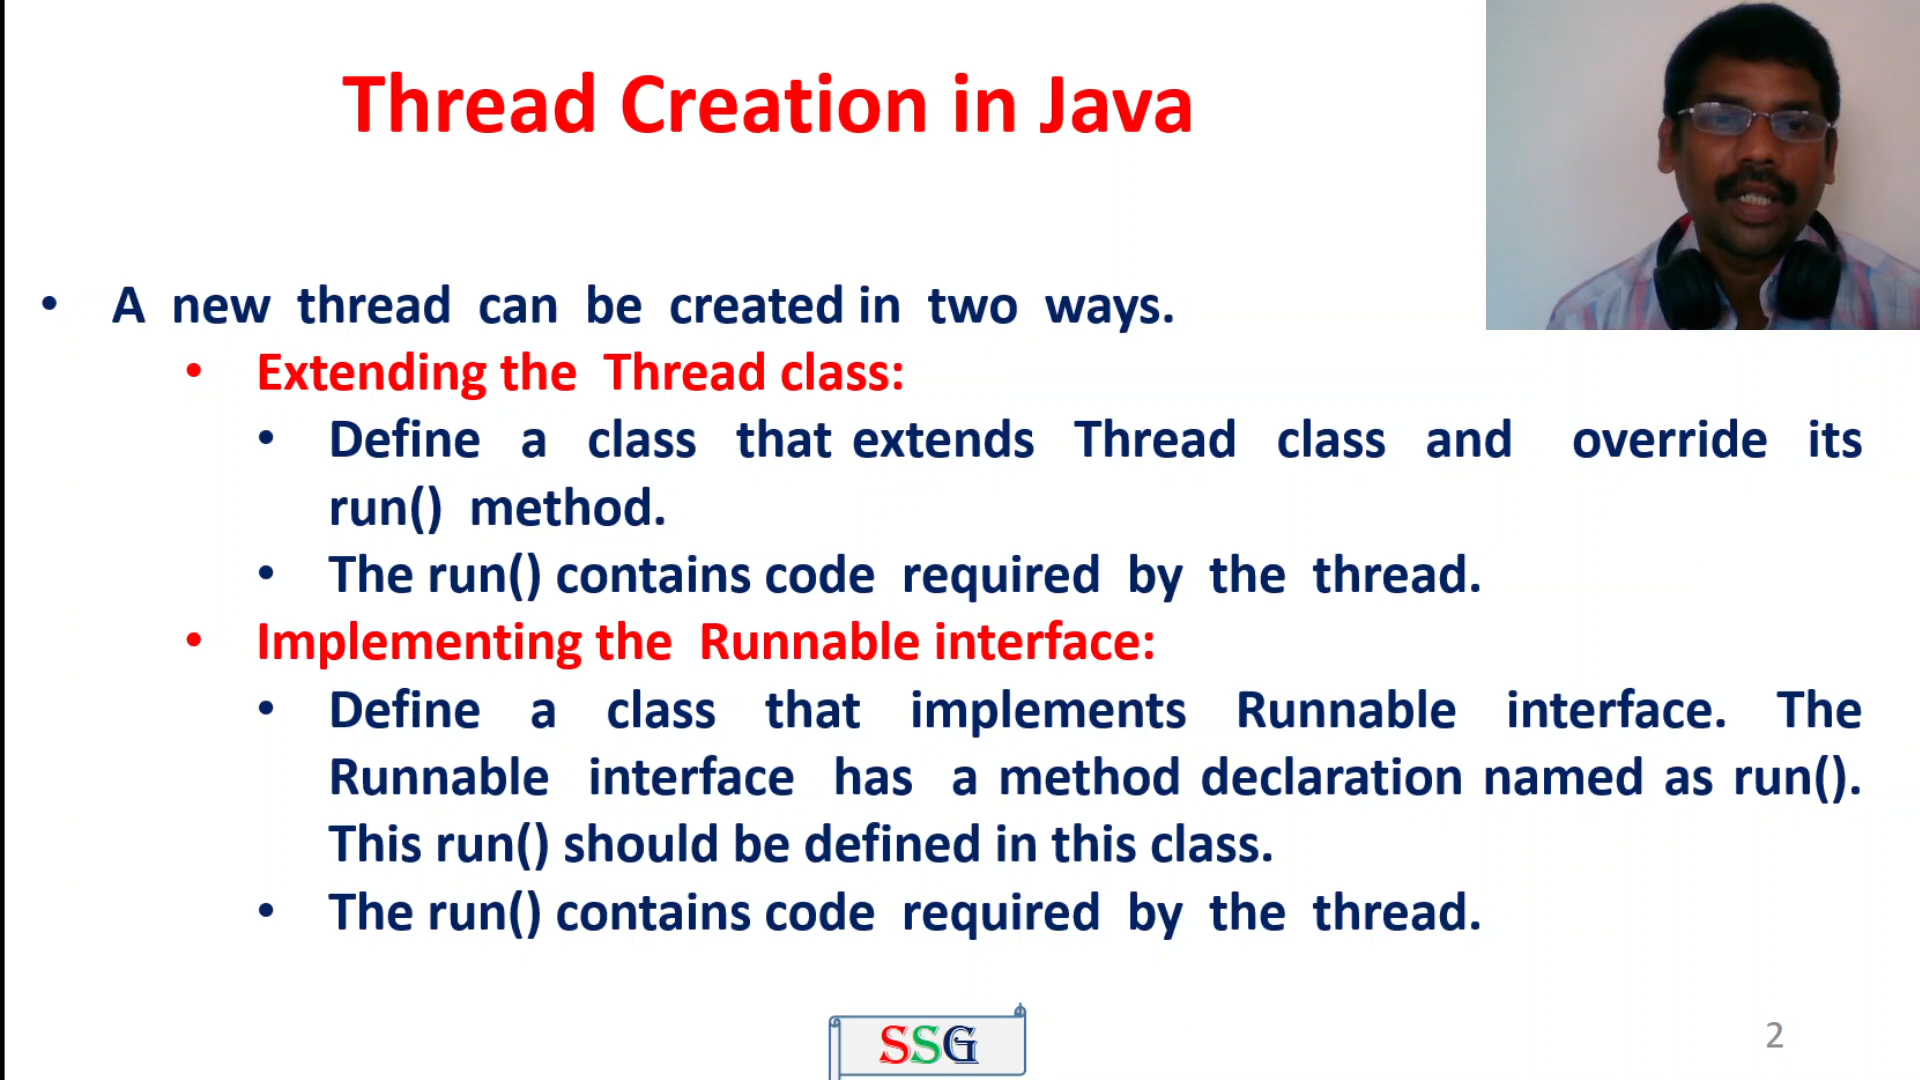 Thread Creation in Java
• A new thread can be created in two ways.
• Extending the Thread class:
• Define a class that extends Thread class and override its
run() method.
• The run() contains code required by the thread.
• Implementing the Runnable interface:
• Define a class that implements Runnable interface. The
Runnable interface has a method declaration named as run().
This run() should be defined in this class.
• The run() contains code required by the thread.
SSG
2